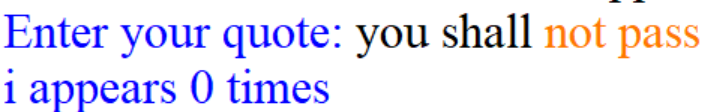 Enter your quote: you shall not pass
i appears 0 times